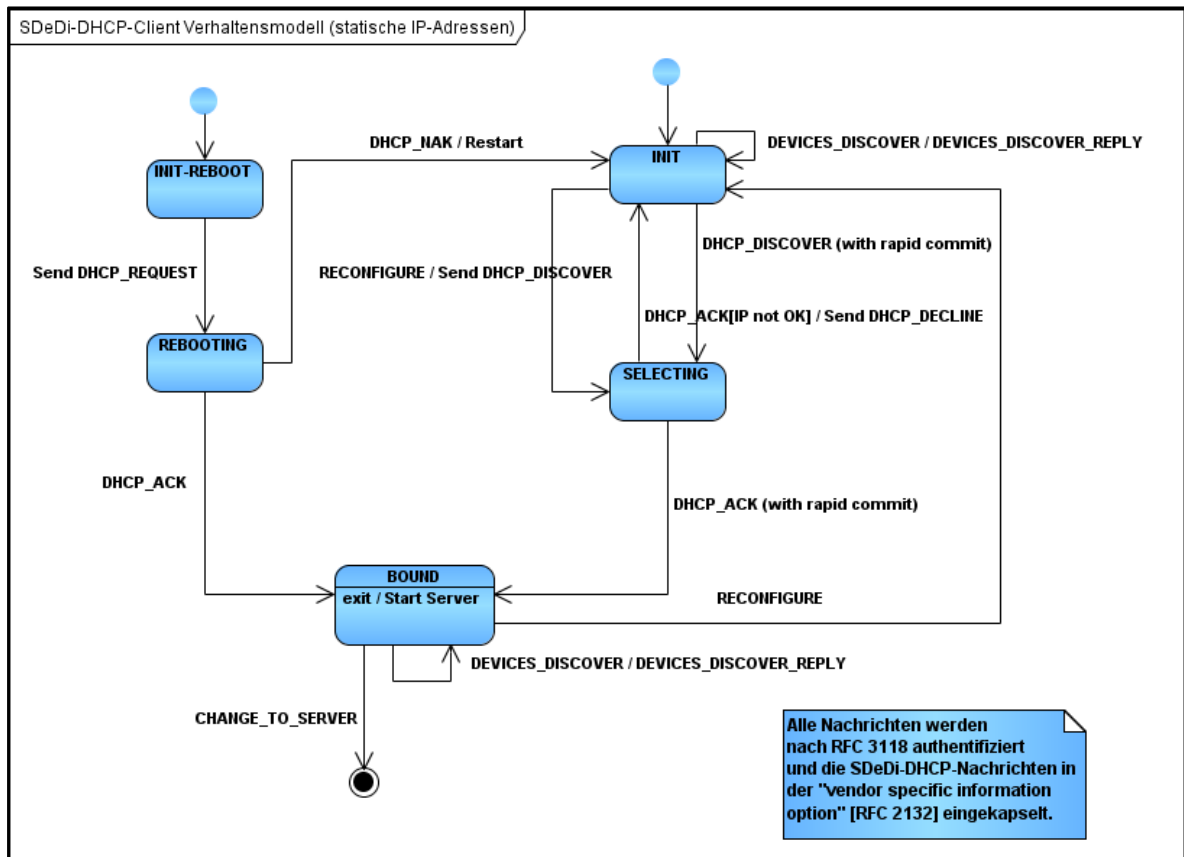 SDeDi-DHCP-Client Verhaltensmodell (statische IP-Adressen)
DHCP_NAK / Restart
INIT
DEVICES_DISCOVER / DEVICES_DISCOVER_REPLY
INIT-REBOOT
DHCP_DISCOVER (with rapid commit)
Send DHCP_REQUEST
RECONFIGURE / Send DHCP_DISCOVER
DHCP_ACK[IP not OK] / Send DHCP_DECLINE
REBOOTING
SELECTING
DHCP_ACK
DHCP_ACK (with rapid commit)
BOUND
exit / Start Server
RECONFIGURE
DEVICES_DISCOVER / DEVICES_DISCOVER_REPLY
CHANGE_TO_SERVER
Alle Nachrichten werden
nach RFC 3118 authentifiziert
und die SDeDi-DHCP-Nachrichten in
der "vendor specific information
option" [RFC 2132] eingekapselt.